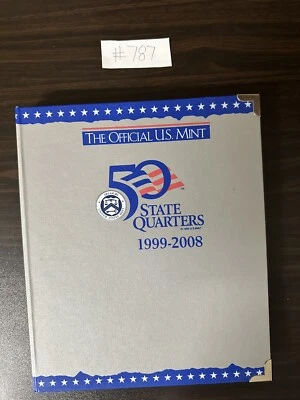 #787
THE OFFICIAL U.S. MINT
50
STATE
QUARTERS
1999-2008